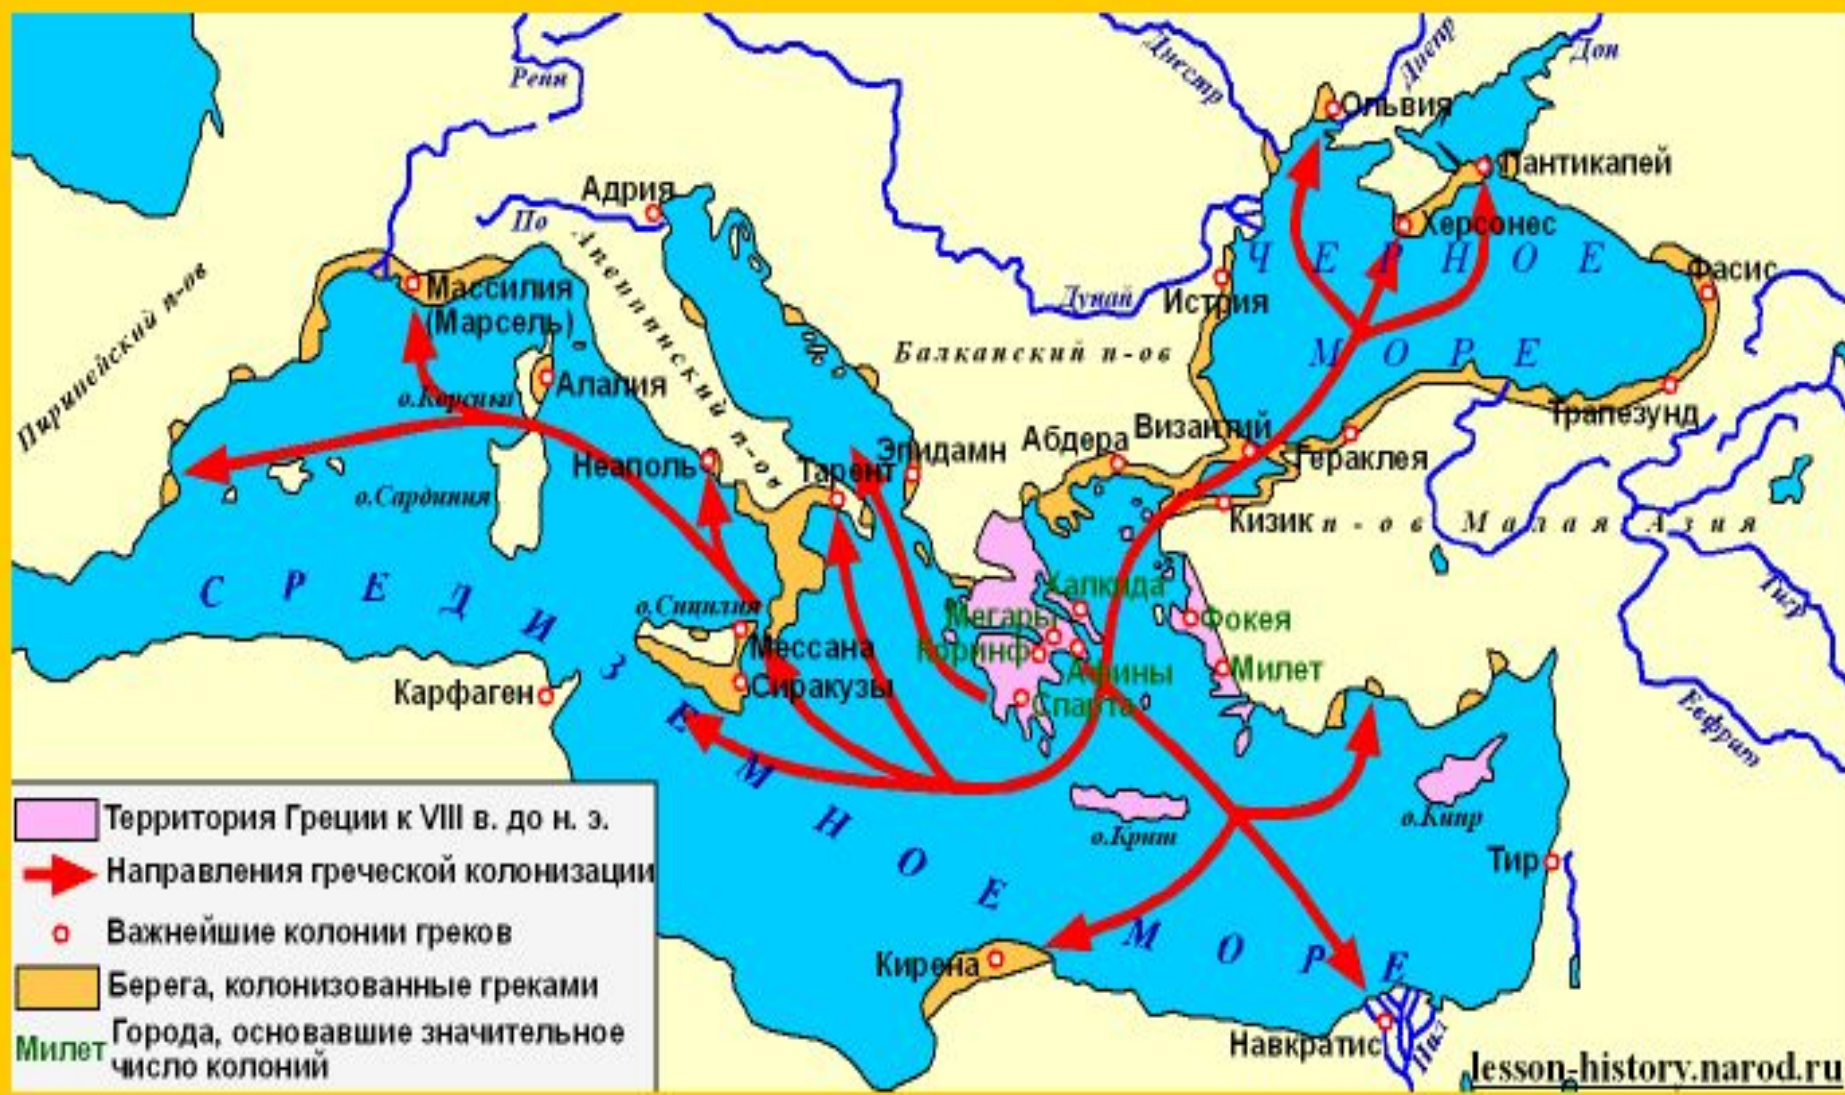 Рейн
Днестр
Днепр
Дон
Ольвия
Пантикапей
Адрия
По
Апеннинский п-ов
Херсонес
ЧЕРНОЕ
МОРЕ
Фасис
Пиринейский п-ов
Массилия
(Марсель)
Дунай
Истрия
Балканский п-ов
о.Корсика
Алалия
Трапезунд
Византий
Абдера
Эпидамн
Гераклея
Неаполь
Тарент
о.Сардиния
Кизик
п-ов Малая Азия
СРЕДИЗЕМНОЕ МОРЕ
Халкида
Тигр
о.Сицилия
Мегары
Фокея
Мессана
Коринф
Афины
Милет
Карфаген
Сиракузы
Спарта
Евфрат
о.Крит
о.Кипр
Тир
Кирена
Навкратис
Нил
Территория Греции к VIII в. до н. э.
Направления греческой колонизации
Важнейшие колонии греков
Берега, колонизованные греками
Милет Города, основавшие значительное
число колоний
lesson-history.narod.ru